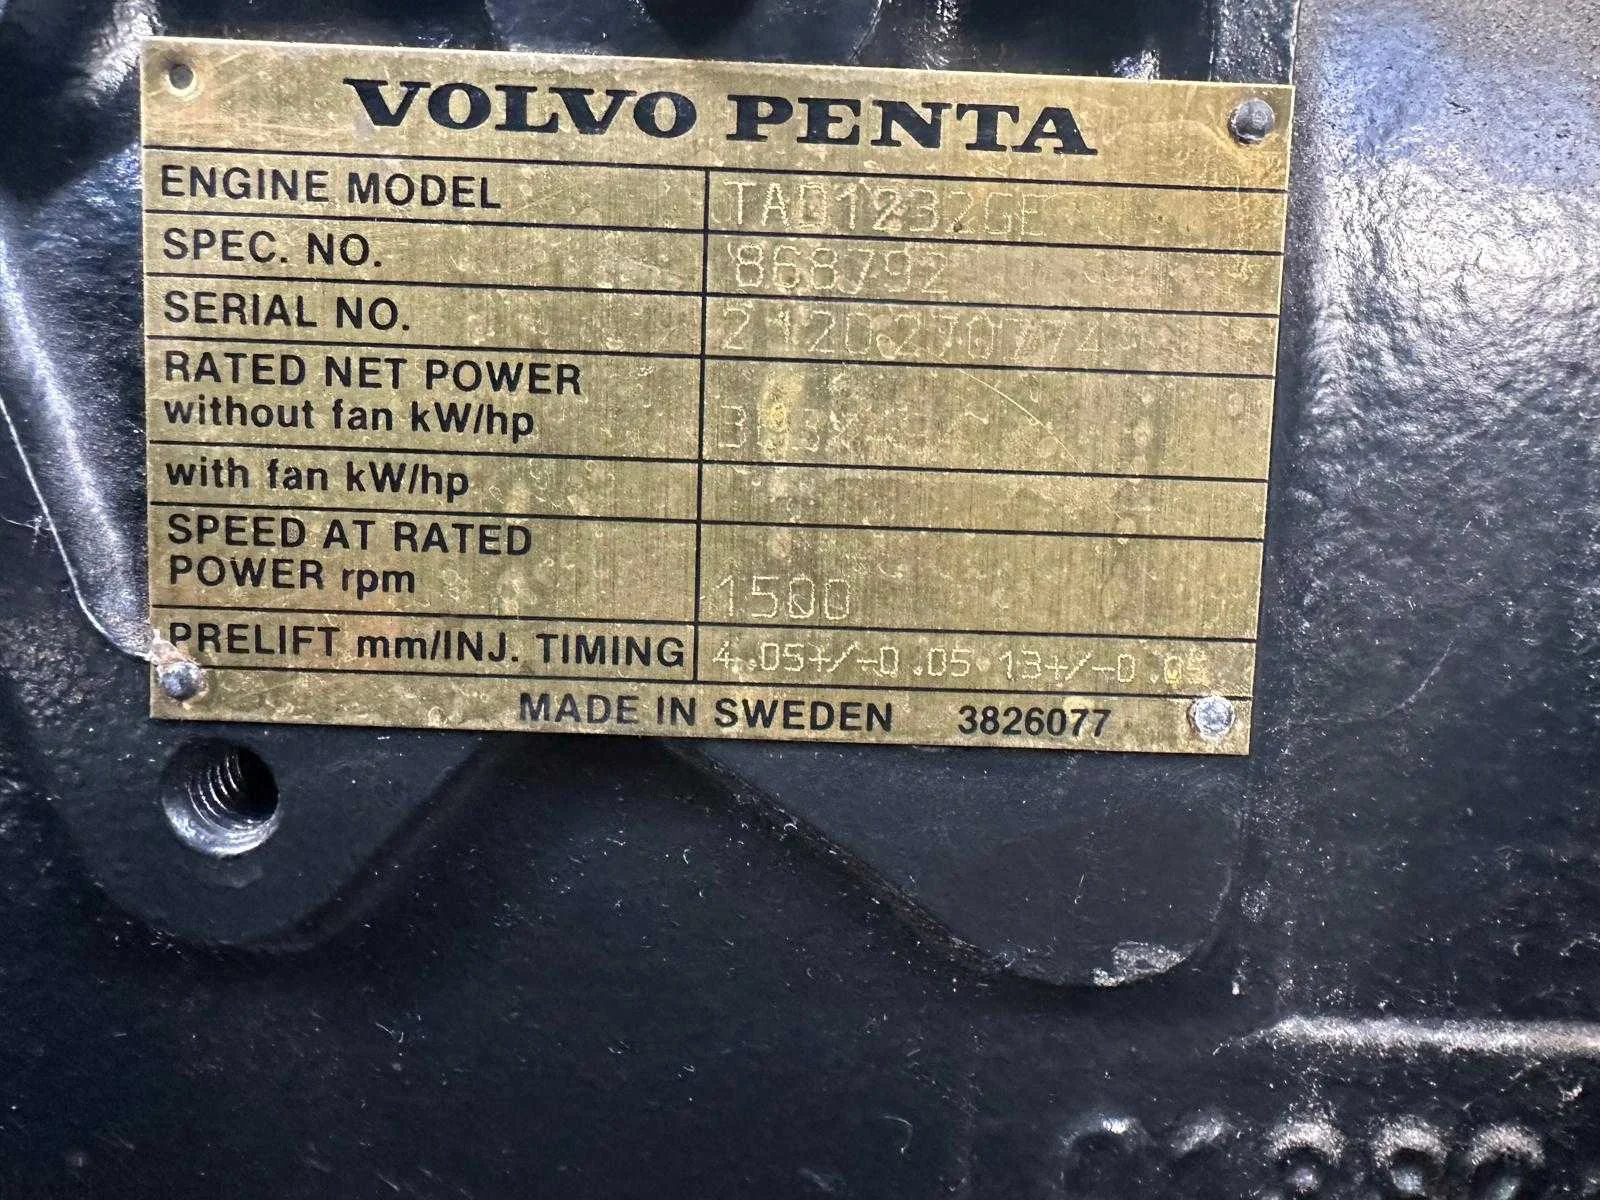 VOLVO PENTA
ENGINE MODEL TAD1232GE
SPEC. NO. 868792
SERIAL NO. 2120270774
RATED NET POWER
without fan kW/hp
with fan kW/hp
SPEED AT RATED
POWER rpm 1500
PRELIFT mm/INJ. TIMING 4.05+/-0.05 13+/-0.05
MADE IN SWEDEN 3826077